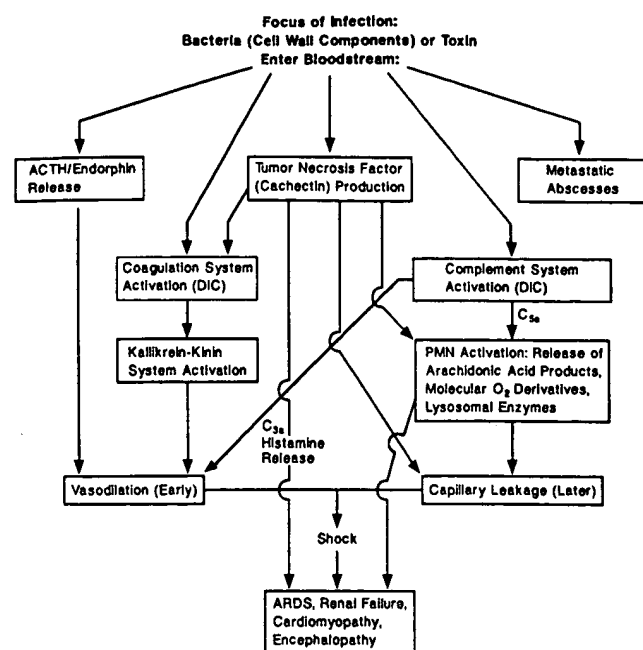 Focus of Infection:
Bacteria (Cell Wall Components) or Toxin
Enter Bloodstream:
ACTH/Endorphin
Release
Tumor Necrosis Factor
(Cachectin) Production
Metastatic
Abscesses
Coagulation System
Activation (DIC)
Complement System
Activation (DIC)
C5a
Kallikrein-Kinin
System Activation
PMN Activation: Release of
Arachidonic Acid Products,
Molecular O2 Derivatives,
Lysosomal Enzymes
C3a
Histamine
Release
Vasodilation (Early)
Capillary Leakage (Later)
Shock
ARDS, Renal Failure,
Cardiomyopathy,
Encephalopathy